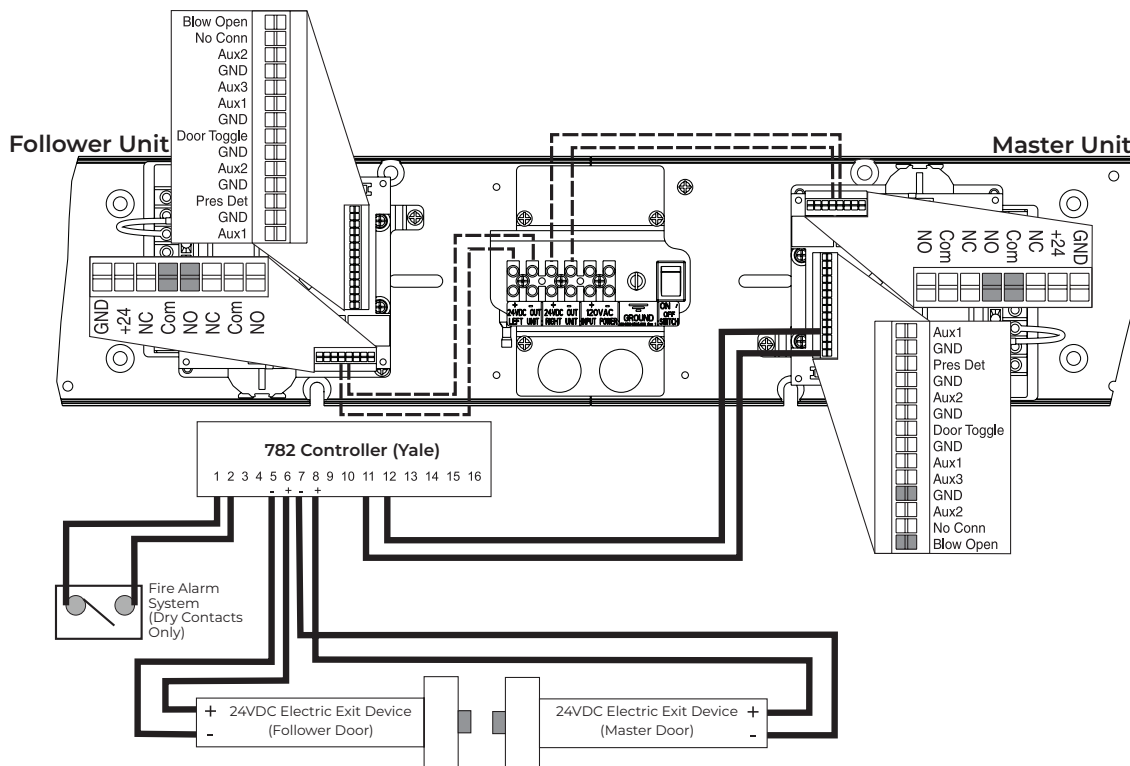 Blow Open
No Conn
Aux2
GND
Aux3
Aux1
GND
Door Toggle
GND
Aux2
GND
Pres Det
GND
Aux1
Follower Unit
Master Unit
GND
+24
NC
Com
NO
NC
Com
NO
NO
Com
NC
NO
Com
NC
+24
GND
+ - + - + -
24VDC OUT 24VDC OUT 120VAC
LEFT UNIT RIGHT UNIT INPUT POWER
GROUND
ON /
OFF
SWITCH
Aux1
GND
Pres Det
GND
Aux2
GND
Door Toggle
GND
Aux1
Aux3
GND
Aux2
No Conn
Blow Open
782 Controller (Yale)
1 2 3 4 5 6 7 8 9 10 11 12 13 14 15 16
- + - +
Fire Alarm
System
(Dry Contacts
Only)
+ 24VDC Electric Exit Device
- (Follower Door)
24VDC Electric Exit Device +
(Master Door) -